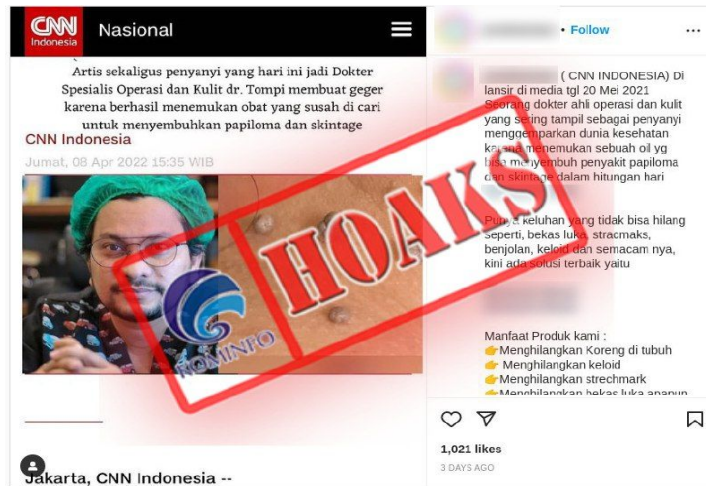 CNN
Indonesia
Nasional
Artis sekaligus penyanyi yang hari ini jadi Dokter
Spesialis Operasi dan Kulit dr. Tompi membuat geger
karena berhasil menemukan obat yang susah di cari
untuk menyembuhkan papiloma dan skintage
CNN Indonesia
Jumat, 08 Apr 2022 15:35 WIB
HOAKS
KOMINFO
Jakarta, CNN Indonesia --
• Follow
( CNN INDONESIA) Di
lansir di media tgl 20 Mei 2021
Seorang dokter ahli operasi dan kulit
yang sering tampil sebagai penyanyi
menggemparkan dunia kesehatan
karana menemukan sebuah oil yg
bisa menyembuh penyakit papiloma
dan skintage dalam hitungan hari
Punya keluhan yang tidak bisa hilang
seperti, bekas luka, stracmaks,
benjolan, keloid dan semacam nya,
kini ada solusi terbaik yaitu
Manfaat Produk kami :
👉Menghilangkan Koreng di tubuh
👉 Menghilangkan keloid
👉Menghilangkan strechmark
👉Menghilangkan bekas luka apapun
1,021 likes
3 DAYS AGO